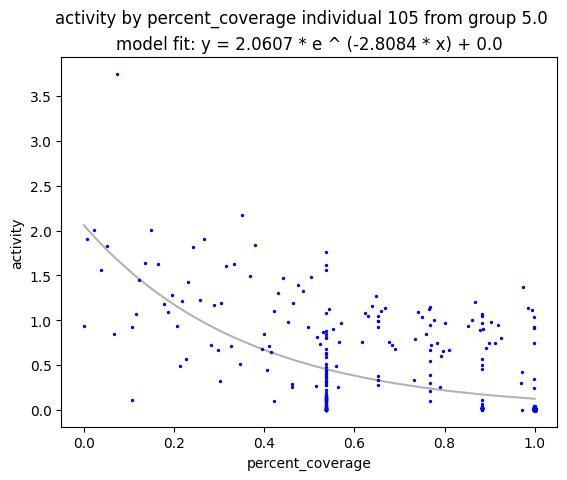 activity by percent_coverage individual 105 from group 5.0
model fit: y = 2.0607 * e ^ (-2.8084 * x) + 0.0
3.5
3.0
2.5
2.0
1.5
1.0
0.5
0.0
activity
0.0 0.2 0.4 0.6 0.8 1.0
percent_coverage